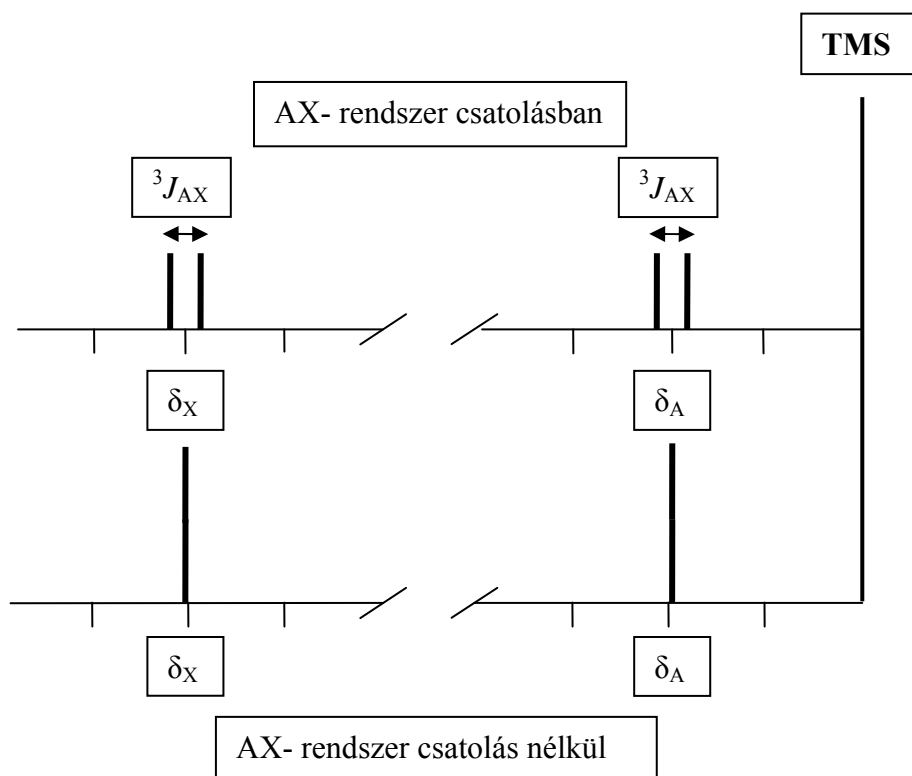 TMS
AX- rendszer csatolásban
³J_AX
³J_AX
δ_X
δ_A
δ_X
δ_A
AX- rendszer csatolás nélkül